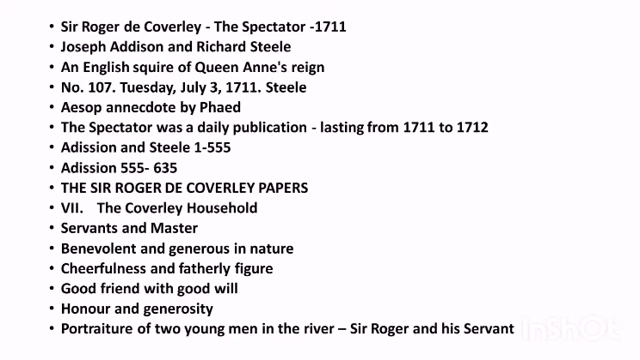 • Sir Roger de Coverley - The Spectator -1711
• Joseph Addison and Richard Steele
• An English squire of Queen Anne's reign
• No. 107. Tuesday, July 3, 1711. Steele
• Aesop annecdote by Phaed
• The Spectator was a daily publication - lasting from 1711 to 1712
• Adission and Steele 1-555
• Adission 555- 635
• THE SIR ROGER DE COVERLEY PAPERS
• VII. The Coverley Household
• Servants and Master
• Benevolent and generous in nature
• Cheerfulness and fatherly figure
• Good friend with good will
• Honour and generosity
• Portraiture of two young men in the river – Sir Roger and his Servant
InShOt